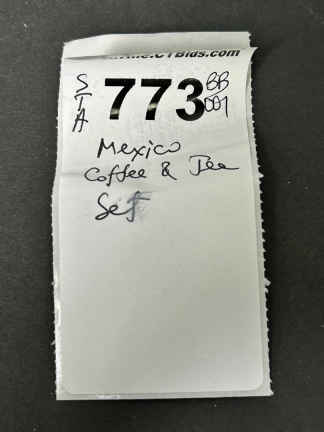 CTBids.com
STA 773 BB 001
Mexico
Coffee & Tea
Set